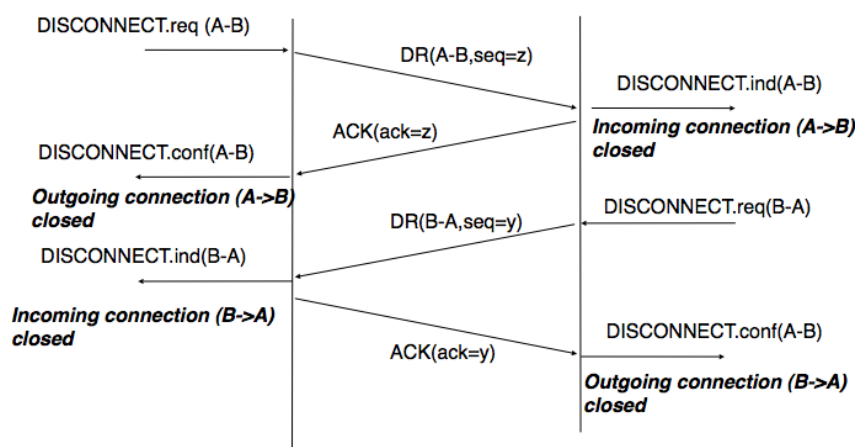 DISCONNECT.req (A-B)
DR(A-B,seq=z)
DISCONNECT.ind(A-B)
ACK(ack=z)
Incoming connection (A->B)
closed
DISCONNECT.conf(A-B)
Outgoing connection (A->B)
closed
DISCONNECT.req(B-A)
DR(B-A,seq=y)
DISCONNECT.ind(B-A)
Incoming connection (B->A)
closed
DISCONNECT.conf(A-B)
ACK(ack=y)
Outgoing connection (B->A)
closed